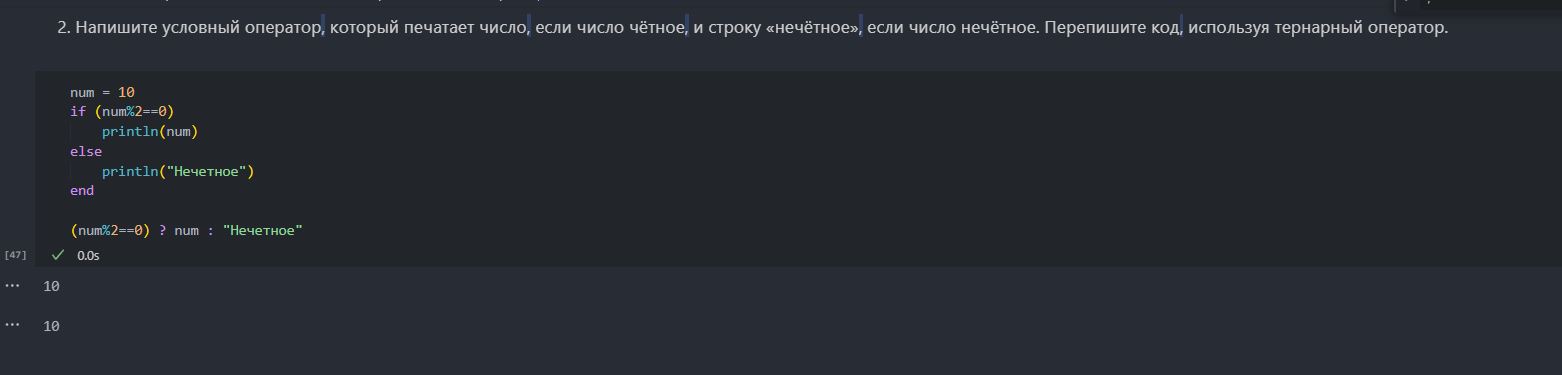 2. Напишите условный оператор, который печатает число, если число чётное, и строку «нечётное», если число нечётное. Перепишите код, используя тернарный оператор.
num = 10
if (num%2==0)
    println(num)
else
    println("Нечетное")
end
(num%2==0) ? num : "Нечетное"
[47] ✓ 0.0s
... 10
... 10